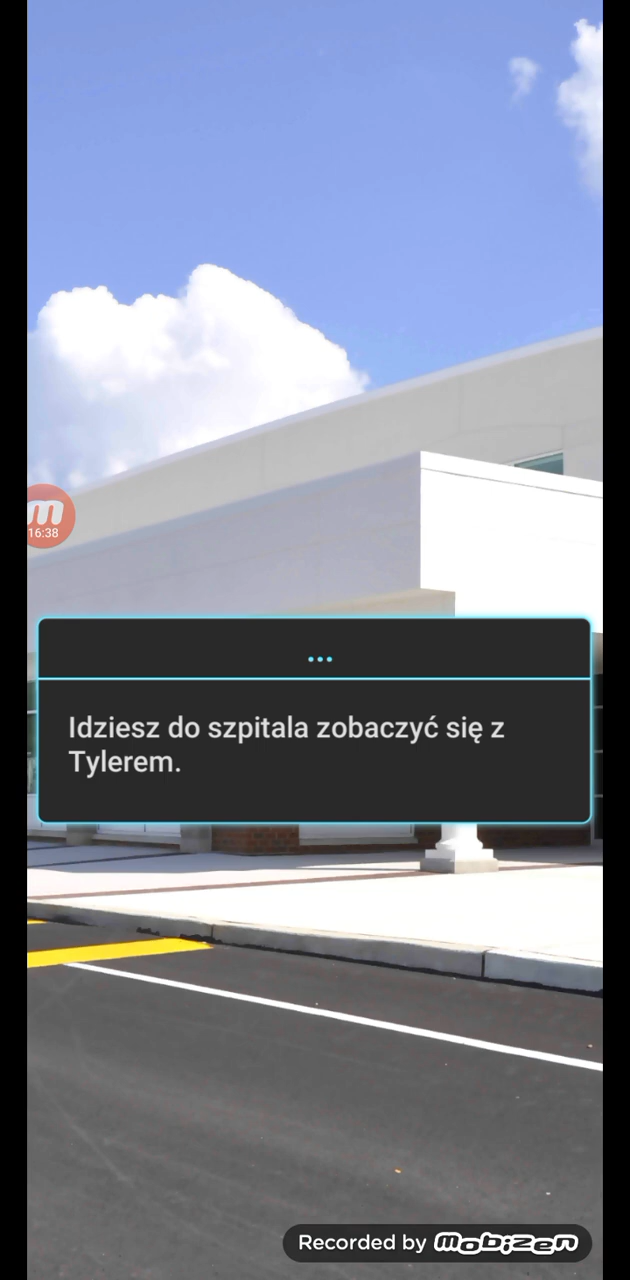 m
16:38
...
Idziesz do szpitala zobaczyć się z
Tylerem.
Recorded by mobizen